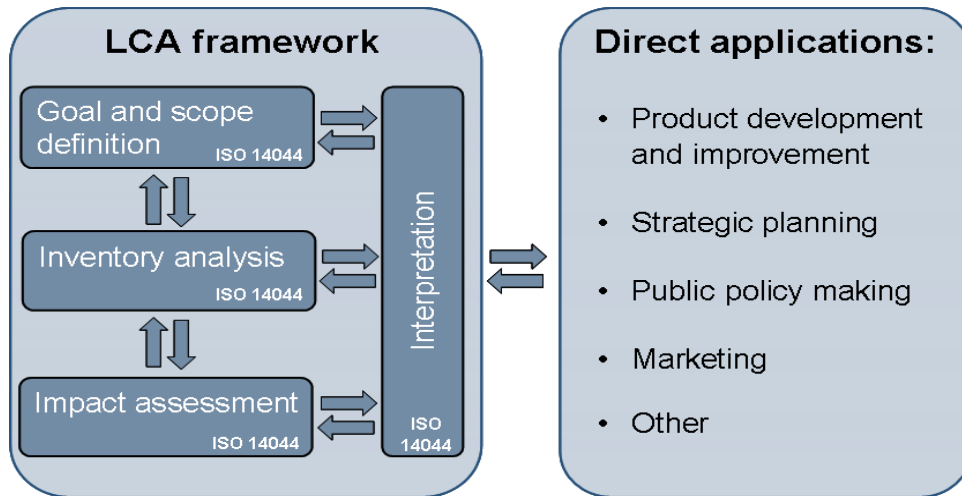 LCA framework
Goal and scope
definition
ISO 14044
Inventory analysis
ISO 14044
Impact assessment
ISO 14044
Interpretation
ISO
14044
Direct applications:
• Product development
and improvement
• Strategic planning
• Public policy making
• Marketing
• Other